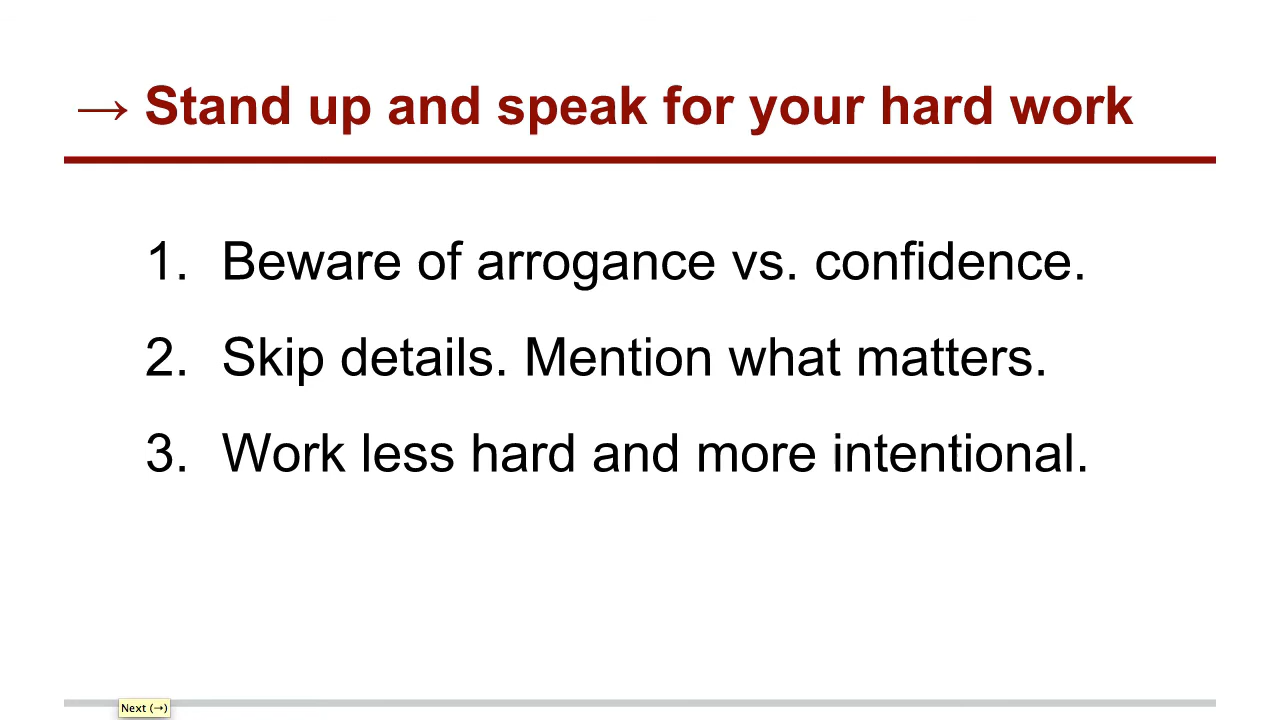 → Stand up and speak for your hard work
1. Beware of arrogance vs. confidence.
2. Skip details. Mention what matters.
3. Work less hard and more intentional.
Next (→)